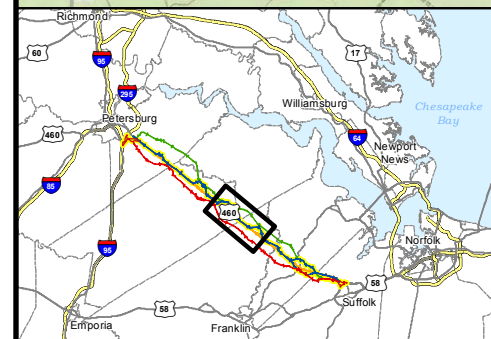 Richmond
60
95
17
295
Williamsburg
Chesapeake
Bay
Petersburg
460
64
Newport
News
85
460
95
Norfolk
58
Suffolk
58
Emporia
Franklin